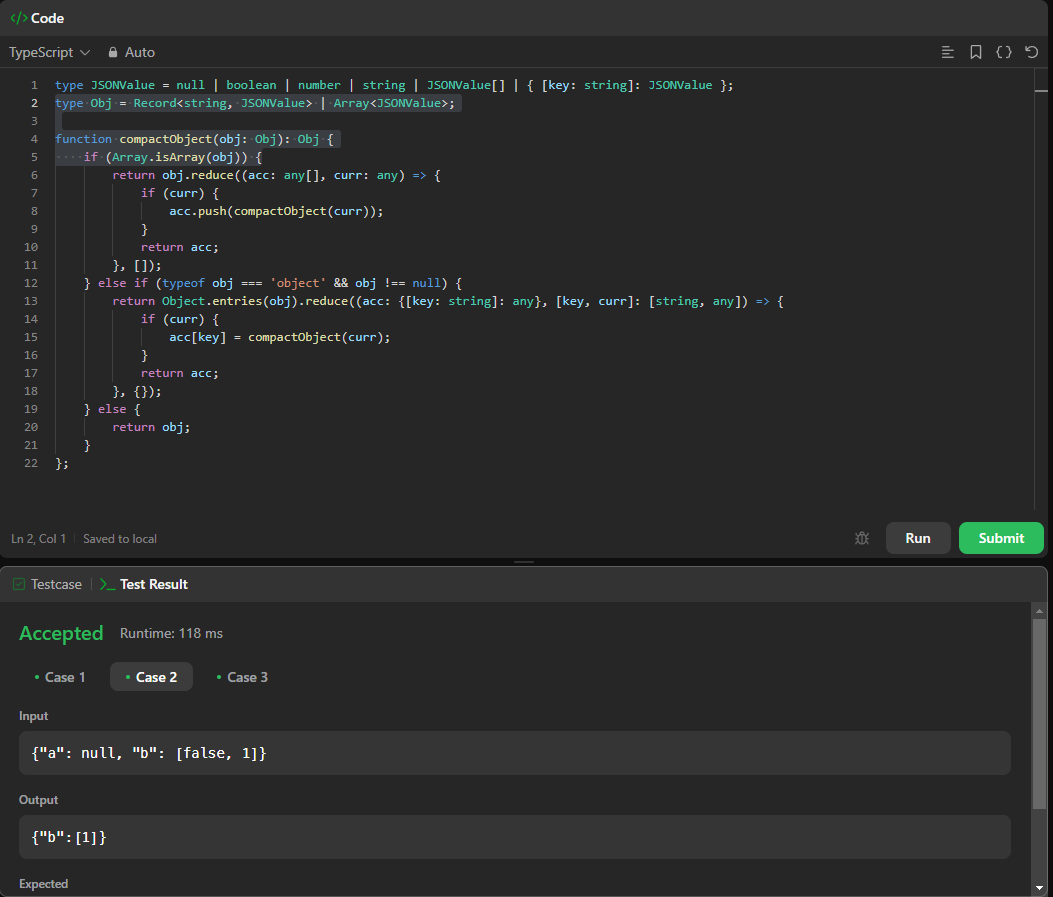 </> Code
TypeScript Auto
1 type JSONValue = null | boolean | number | string | JSONValue[] | { [key: string]: JSONValue };
2 type Obj = Record<string, JSONValue> | Array<JSONValue>;
3
4 function compactObject(obj: Obj): Obj {
5     if (Array.isArray(obj)) {
6         return obj.reduce((acc: any[], curr: any) => {
7             if (curr) {
8                 acc.push(compactObject(curr));
9             }
10             return acc;
11         }, []);
12     } else if (typeof obj === 'object' && obj !== null) {
13         return Object.entries(obj).reduce((acc: {[key: string]: any}, [key, curr]: [string, any]) => {
14             if (curr) {
15                 acc[key] = compactObject(curr);
16             }
17             return acc;
18         }, {});
19     } else {
20         return obj;
21     }
22 };
Ln 2, Col 1 | Saved to local
Run
Submit
Testcase | >_ Test Result
Accepted Runtime: 118 ms
• Case 1 • Case 2 • Case 3
Input
{"a": null, "b": [false, 1]}
Output
{"b":[1]}
Expected